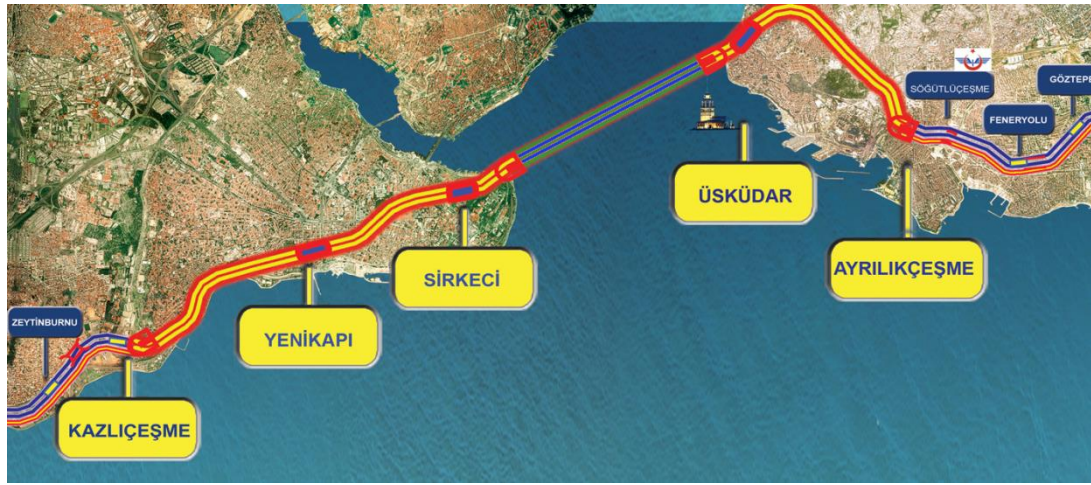 SÖĞÜTLÜÇEŞME
GÖZTEPE
FENERYOLU
ÜSKÜDAR
AYRILIKÇEŞME
SİRKECİ
YENİKAPI
ZEYTİNBURNU
KAZLIÇEŞME